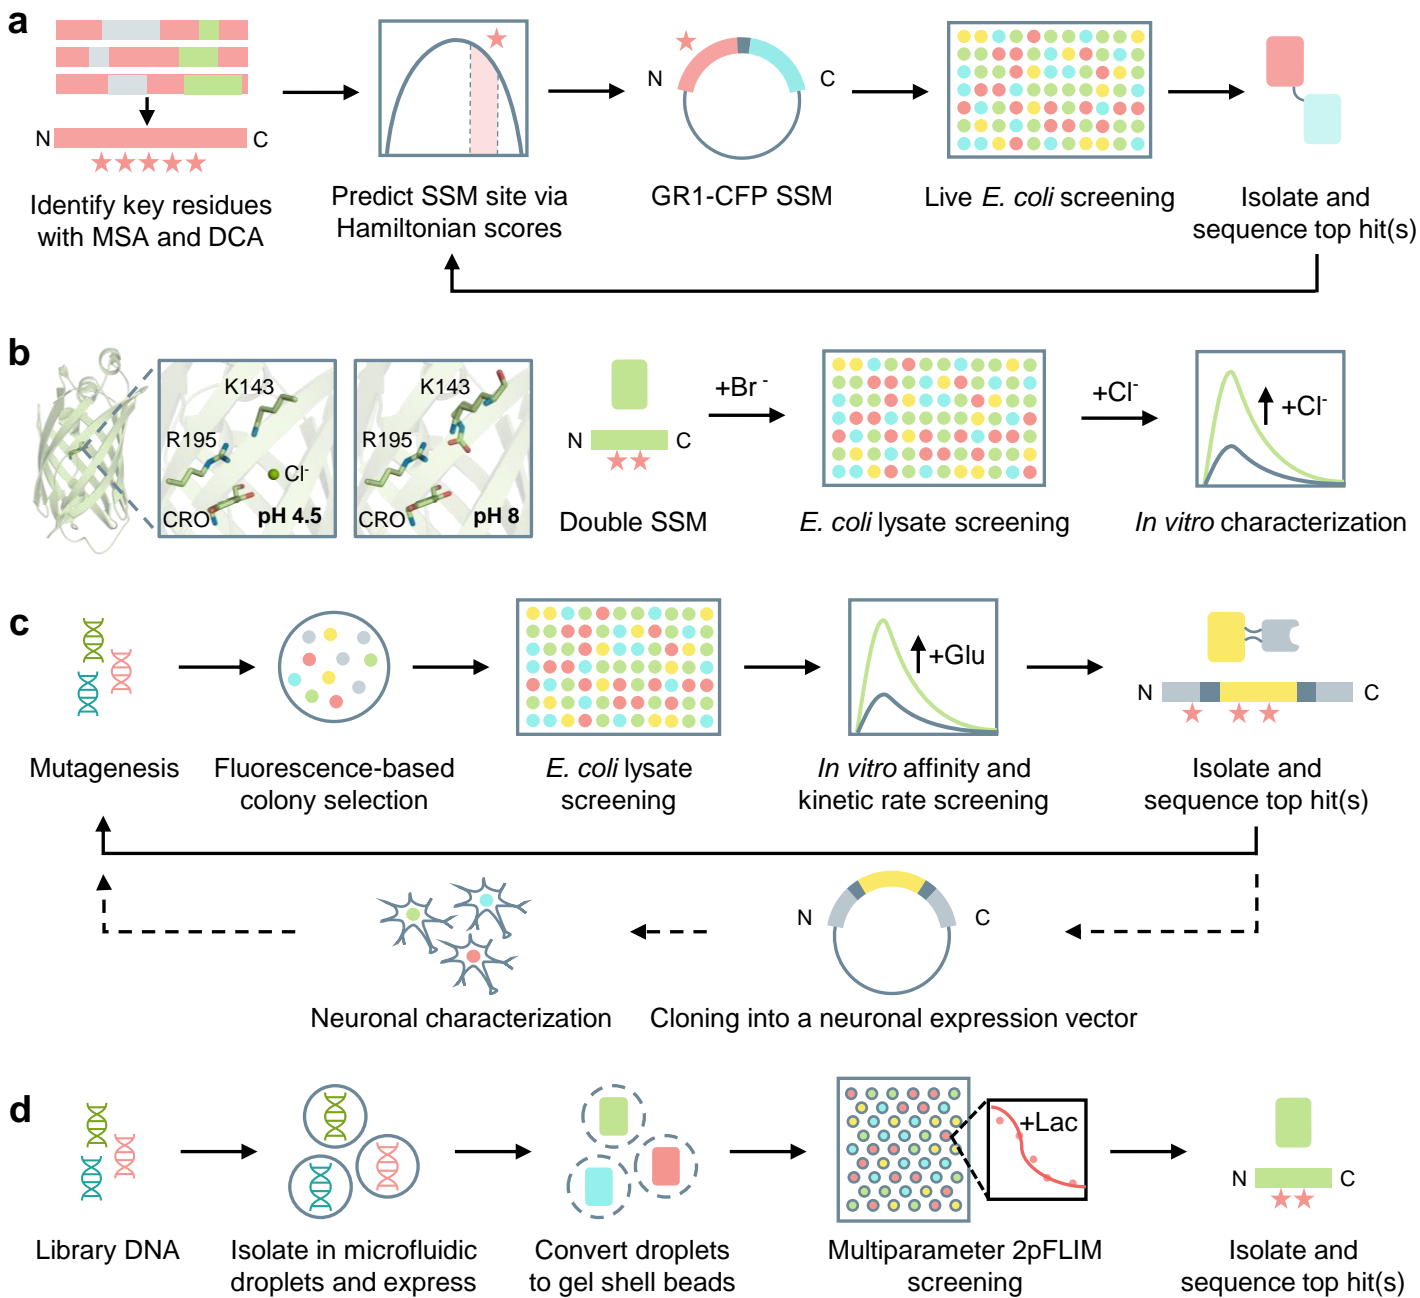 a
N
C
Identify key residues
with MSA and DCA
Predict SSM site via
Hamiltonian scores
N
C
GR1-CFP SSM
Live E. coli screening
Isolate and
sequence top hit(s)
b
K143
R195
Cl-
CRO
pH 4.5
K143
R195
CRO
pH 8
N
C
Double SSM
+Br -
E. coli lysate screening
+Cl-
+Cl-
In vitro characterization
c
Mutagenesis
Fluorescence-based
colony selection
E. coli lysate
screening
+Glu
In vitro affinity and
kinetic rate screening
N
C
Isolate and
sequence top hit(s)
Neuronal characterization
N
C
Cloning into a neuronal expression vector
d
Library DNA
Isolate in microfluidic
droplets and express
Convert droplets
to gel shell beads
+Lac
Multiparameter 2pFLIM
screening
N
C
Isolate and
sequence top hit(s)